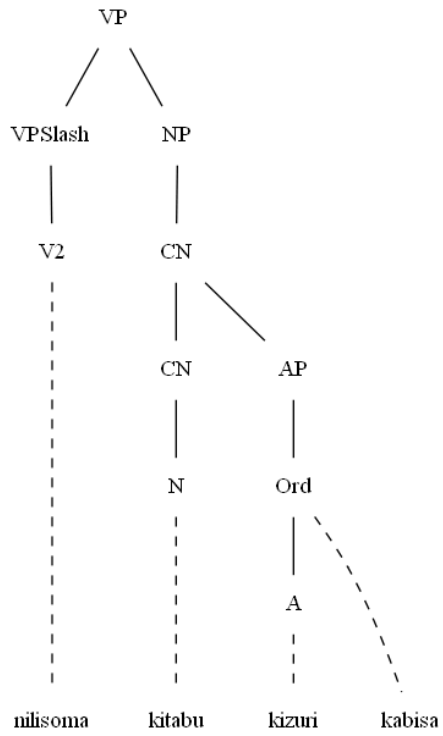 VP
VPSlash NP
V2 CN
CN AP
N Ord
A
nilisoma kitabu kizuri kabisa